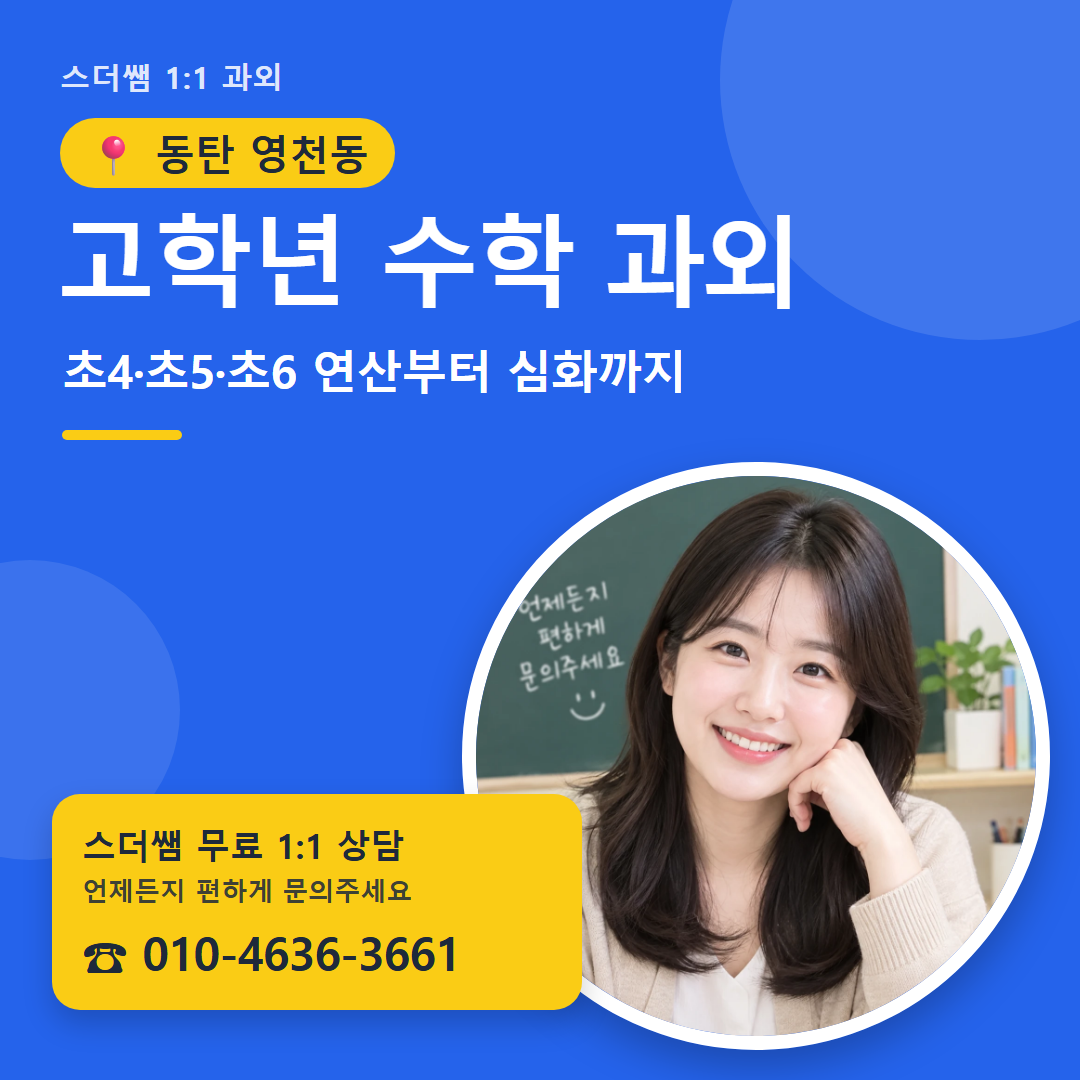 스더쌤 1:1 과외
📍 동탄 영천동
고학년 수학 과외
초4·초5·초6 연산부터 심화까지
언제든지
편하게
문의주세요
스더쌤 무료 1:1 상담
언제든지 편하게 문의주세요
☎ 010-4636-3661